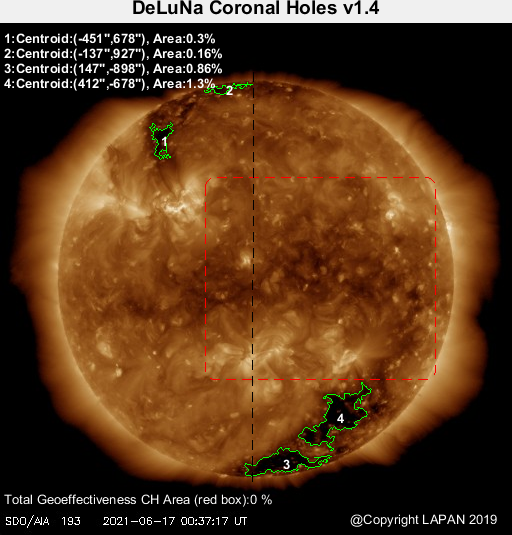 DeLuNa Coronal Holes v1.4
1:Centroid:(-451",678"), Area:0.3%
2:Centroid:(-137",927"), Area:0.16%
3:Centroid:(147",-898"), Area:0.86%
4:Centroid:(412",-678"), Area:1.3%
2
1
4
3
Total Geoeffectiveness CH Area (red box):0 %
SDO/AIA 193 2021-06-17 00:37:17 UT
@Copyright LAPAN 2019